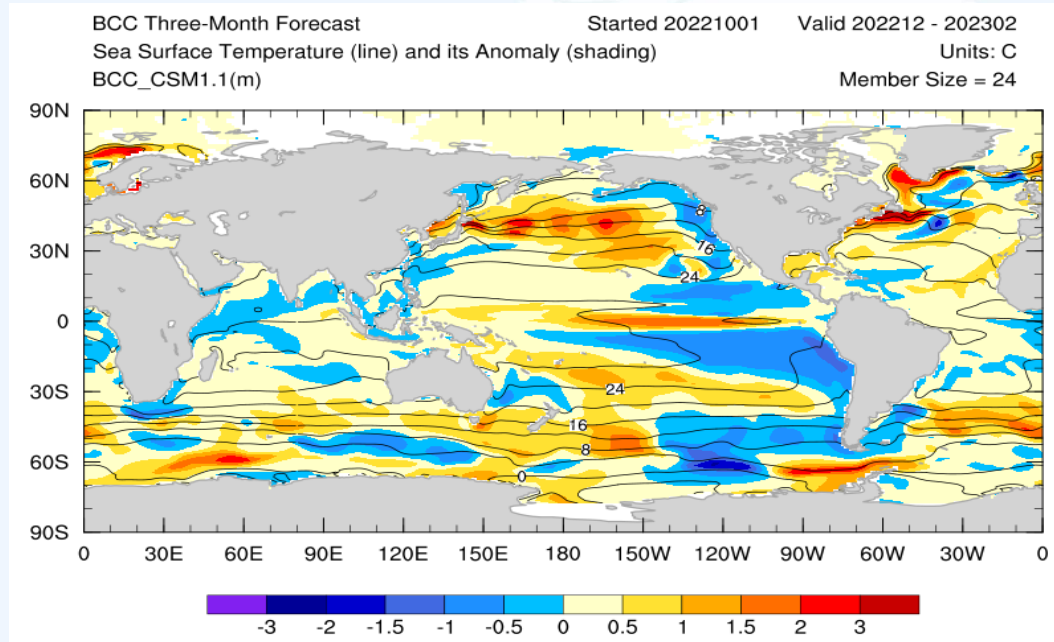 BCC Three-Month Forecast Started 20221001 Valid 202212 - 202302
Sea Surface Temperature (line) and its Anomaly (shading) Units: C
BCC_CSM1.1(m) Member Size = 24
90N
60N
30N
0
30S
60S
90S
8
16
24
24
16
8
0
0 30E 60E 90E 120E 150E 180 150W 120W 90W 60W 30W 0
-3 -2 -1.5 -1 -0.5 0 0.5 1 1.5 2 3